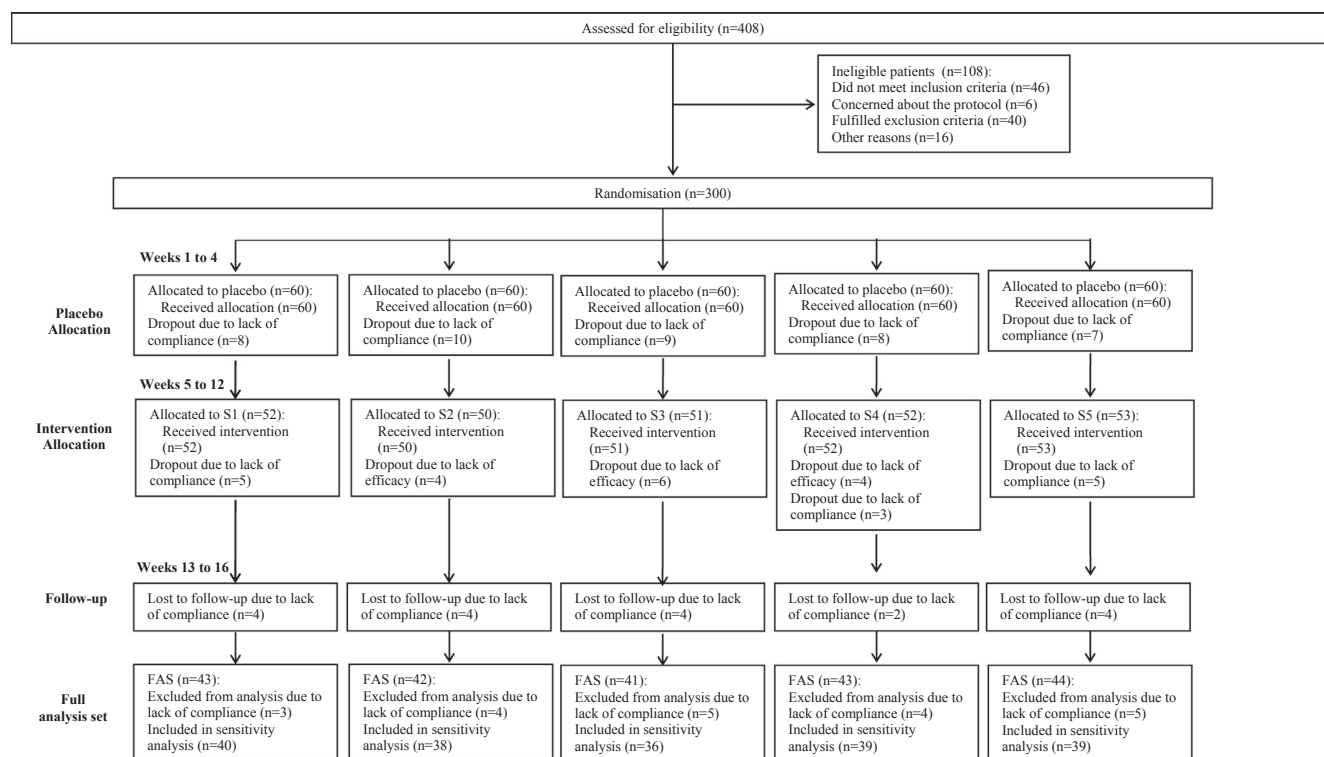 Assessed for eligibility (n=408)
Ineligible patients (n=108):
Did not meet inclusion criteria (n=46)
Concerned about the protocol (n=6)
Fulfilled exclusion criteria (n=40)
Other reasons (n=16)
Randomisation (n=300)
Weeks 1 to 4
Placebo
Allocation
Allocated to placebo (n=60):
Received allocation (n=60)
Dropout due to lack of
compliance (n=8)
Allocated to placebo (n=60):
Received allocation (n=60)
Dropout due to lack of
compliance (n=10)
Allocated to placebo (n=60):
Received allocation (n=60)
Dropout due to lack of
compliance (n=9)
Allocated to placebo (n=60):
Received allocation (n=60)
Dropout due to lack of
compliance (n=8)
Allocated to placebo (n=60):
Received allocation (n=60)
Dropout due to lack of
compliance (n=7)
Weeks 5 to 12
Intervention
Allocation
Allocated to S1 (n=52):
Received intervention
(n=52)
Dropout due to lack of
compliance (n=5)
Allocated to S2 (n=50):
Received intervention
(n=50)
Dropout due to lack of
efficacy (n=4)
Allocated to S3 (n=51):
Received intervention
(n=51)
Dropout due to lack of
efficacy (n=6)
Allocated to S4 (n=52):
Received intervention
(n=52)
Dropout due to lack of
efficacy (n=4)
Dropout due to lack of
compliance (n=3)
Allocated to S5 (n=53):
Received intervention
(n=53)
Dropout due to lack of
compliance (n=5)
Weeks 13 to 16
Follow-up
Lost to follow-up due to lack
of compliance (n=4)
Lost to follow-up due to lack
of compliance (n=4)
Lost to follow-up due to lack
of compliance (n=4)
Lost to follow-up due to lack
of compliance (n=2)
Lost to follow-up due to lack
of compliance (n=4)
Full
analysis set
FAS (n=43):
Excluded from analysis due to
lack of compliance (n=3)
Included in sensitivity
analysis (n=40)
FAS (n=42):
Excluded from analysis due to
lack of compliance (n=4)
Included in sensitivity
analysis (n=38)
FAS (n=41):
Excluded from analysis due to
lack of compliance (n=5)
Included in sensitivity
analysis (n=36)
FAS (n=43):
Excluded from analysis due to
lack of compliance (n=4)
Included in sensitivity
analysis (n=39)
FAS (n=44):
Excluded from analysis due to
lack of compliance (n=5)
Included in sensitivity
analysis (n=39)